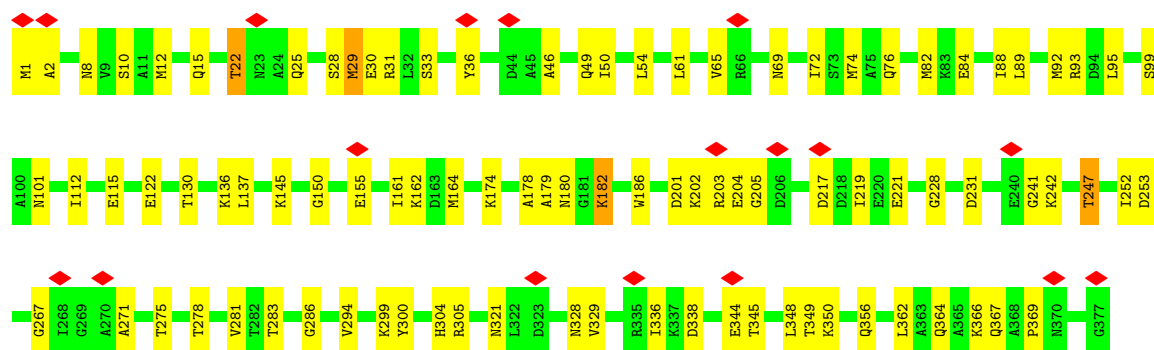 M1 A2 N8 V9 S10 A11 M12 Q15 T22 N23 A24 Q25 S28 M29 E30 R31 L32 S33 Y36 D44 A45 A46 Q49 I50 L54 L61 V65 R66 N69 I72 S73 M74 A75 Q76 M82 K83 E84 I88 L89 M92 R93 D94 L95 S99
A100 N101 I112 E115 E122 T130 K136 L137 K145 G150 E155 I161 K162 D163 M164 K174 A178 A179 N180 G181 K182 W186 D201 K202 R203 E204 G205 D206 D217 D218 I219 E220 E221 G228 D231 E240 G241 K242 T247 I252 D253
G267 I268 G269 A270 A271 T275 T278 V281 T282 T283 G286 V294 K299 Y300 H304 R305 N321 L322 D323 N328 V329 R335 I336 K337 D338 E344 T345 L348 T349 K350 Q356 L362 A363 Q364 A365 K366 Q367 A368 P369 N370 G377